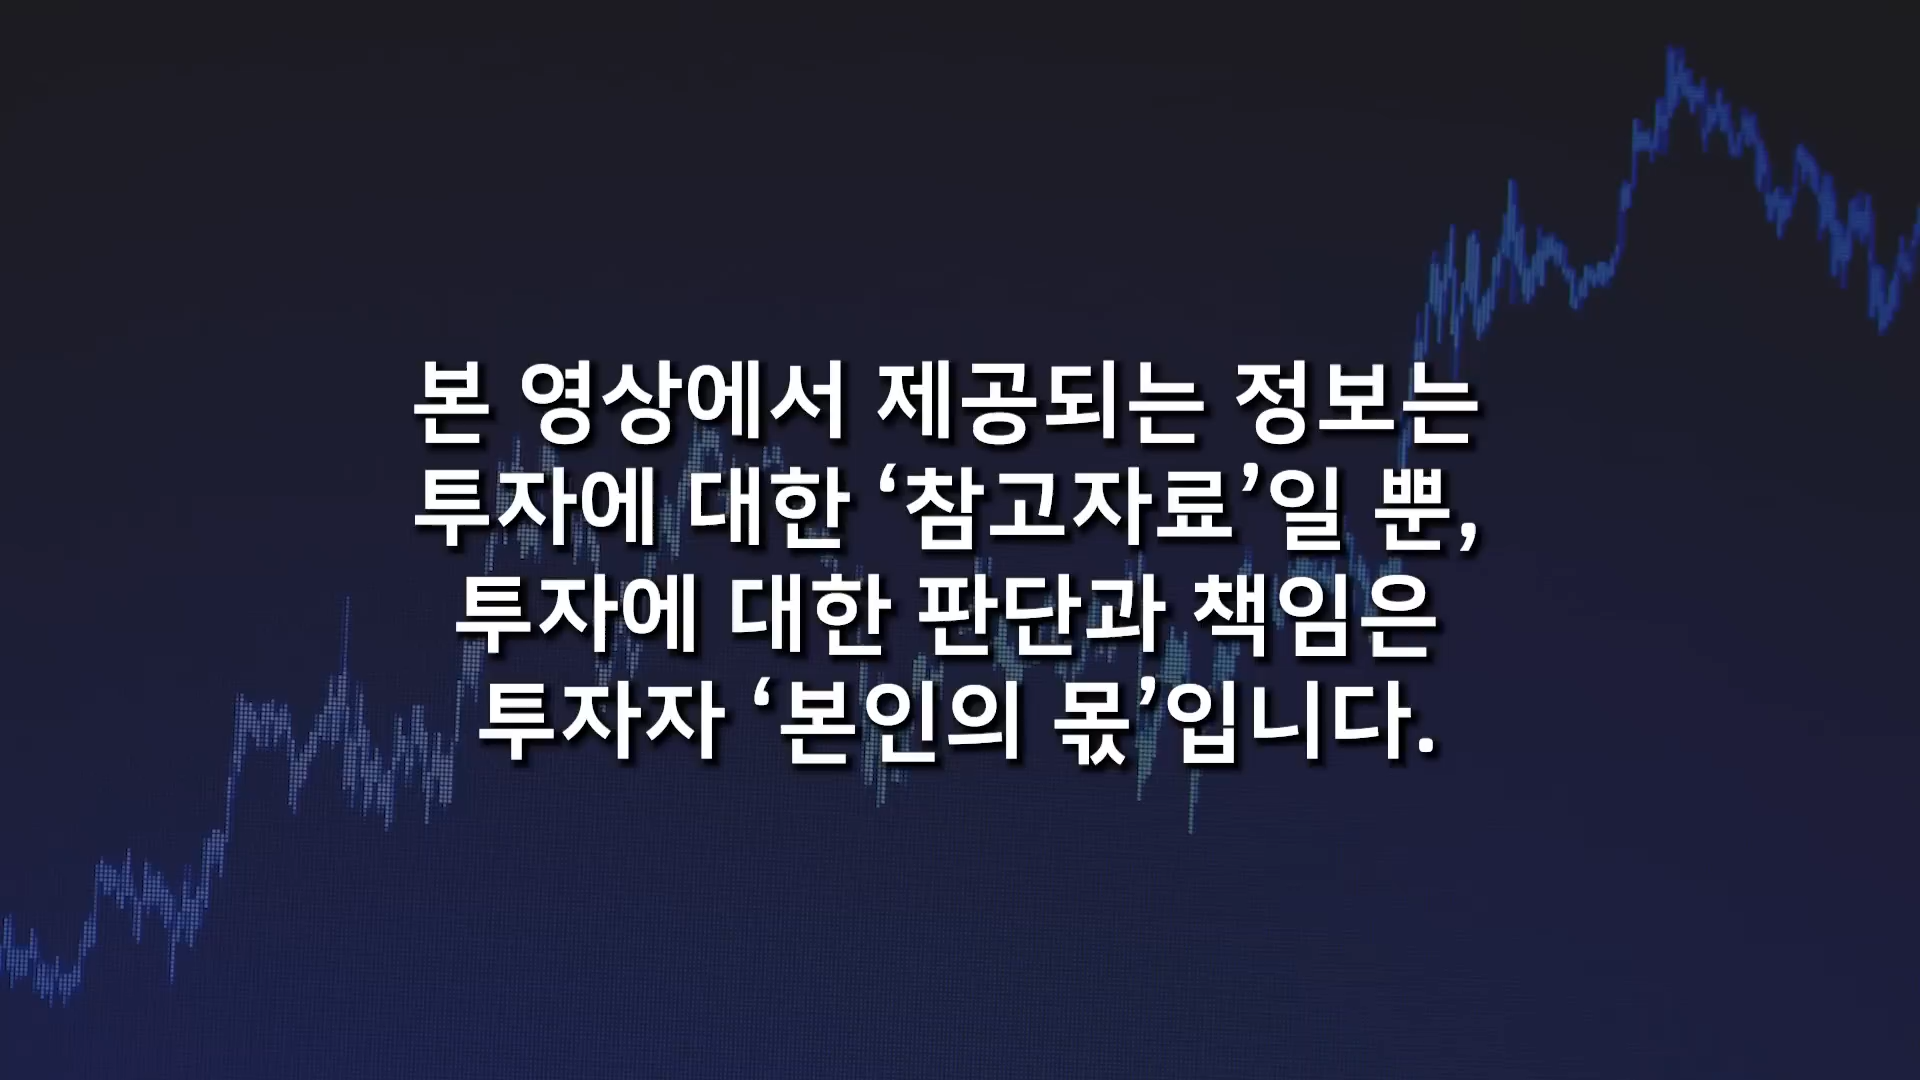 본 영상에서 제공되는 정보는
투자에 대한 ‘참고자료’일 뿐,
투자에 대한 판단과 책임은
투자자 ‘본인의 몫’입니다.